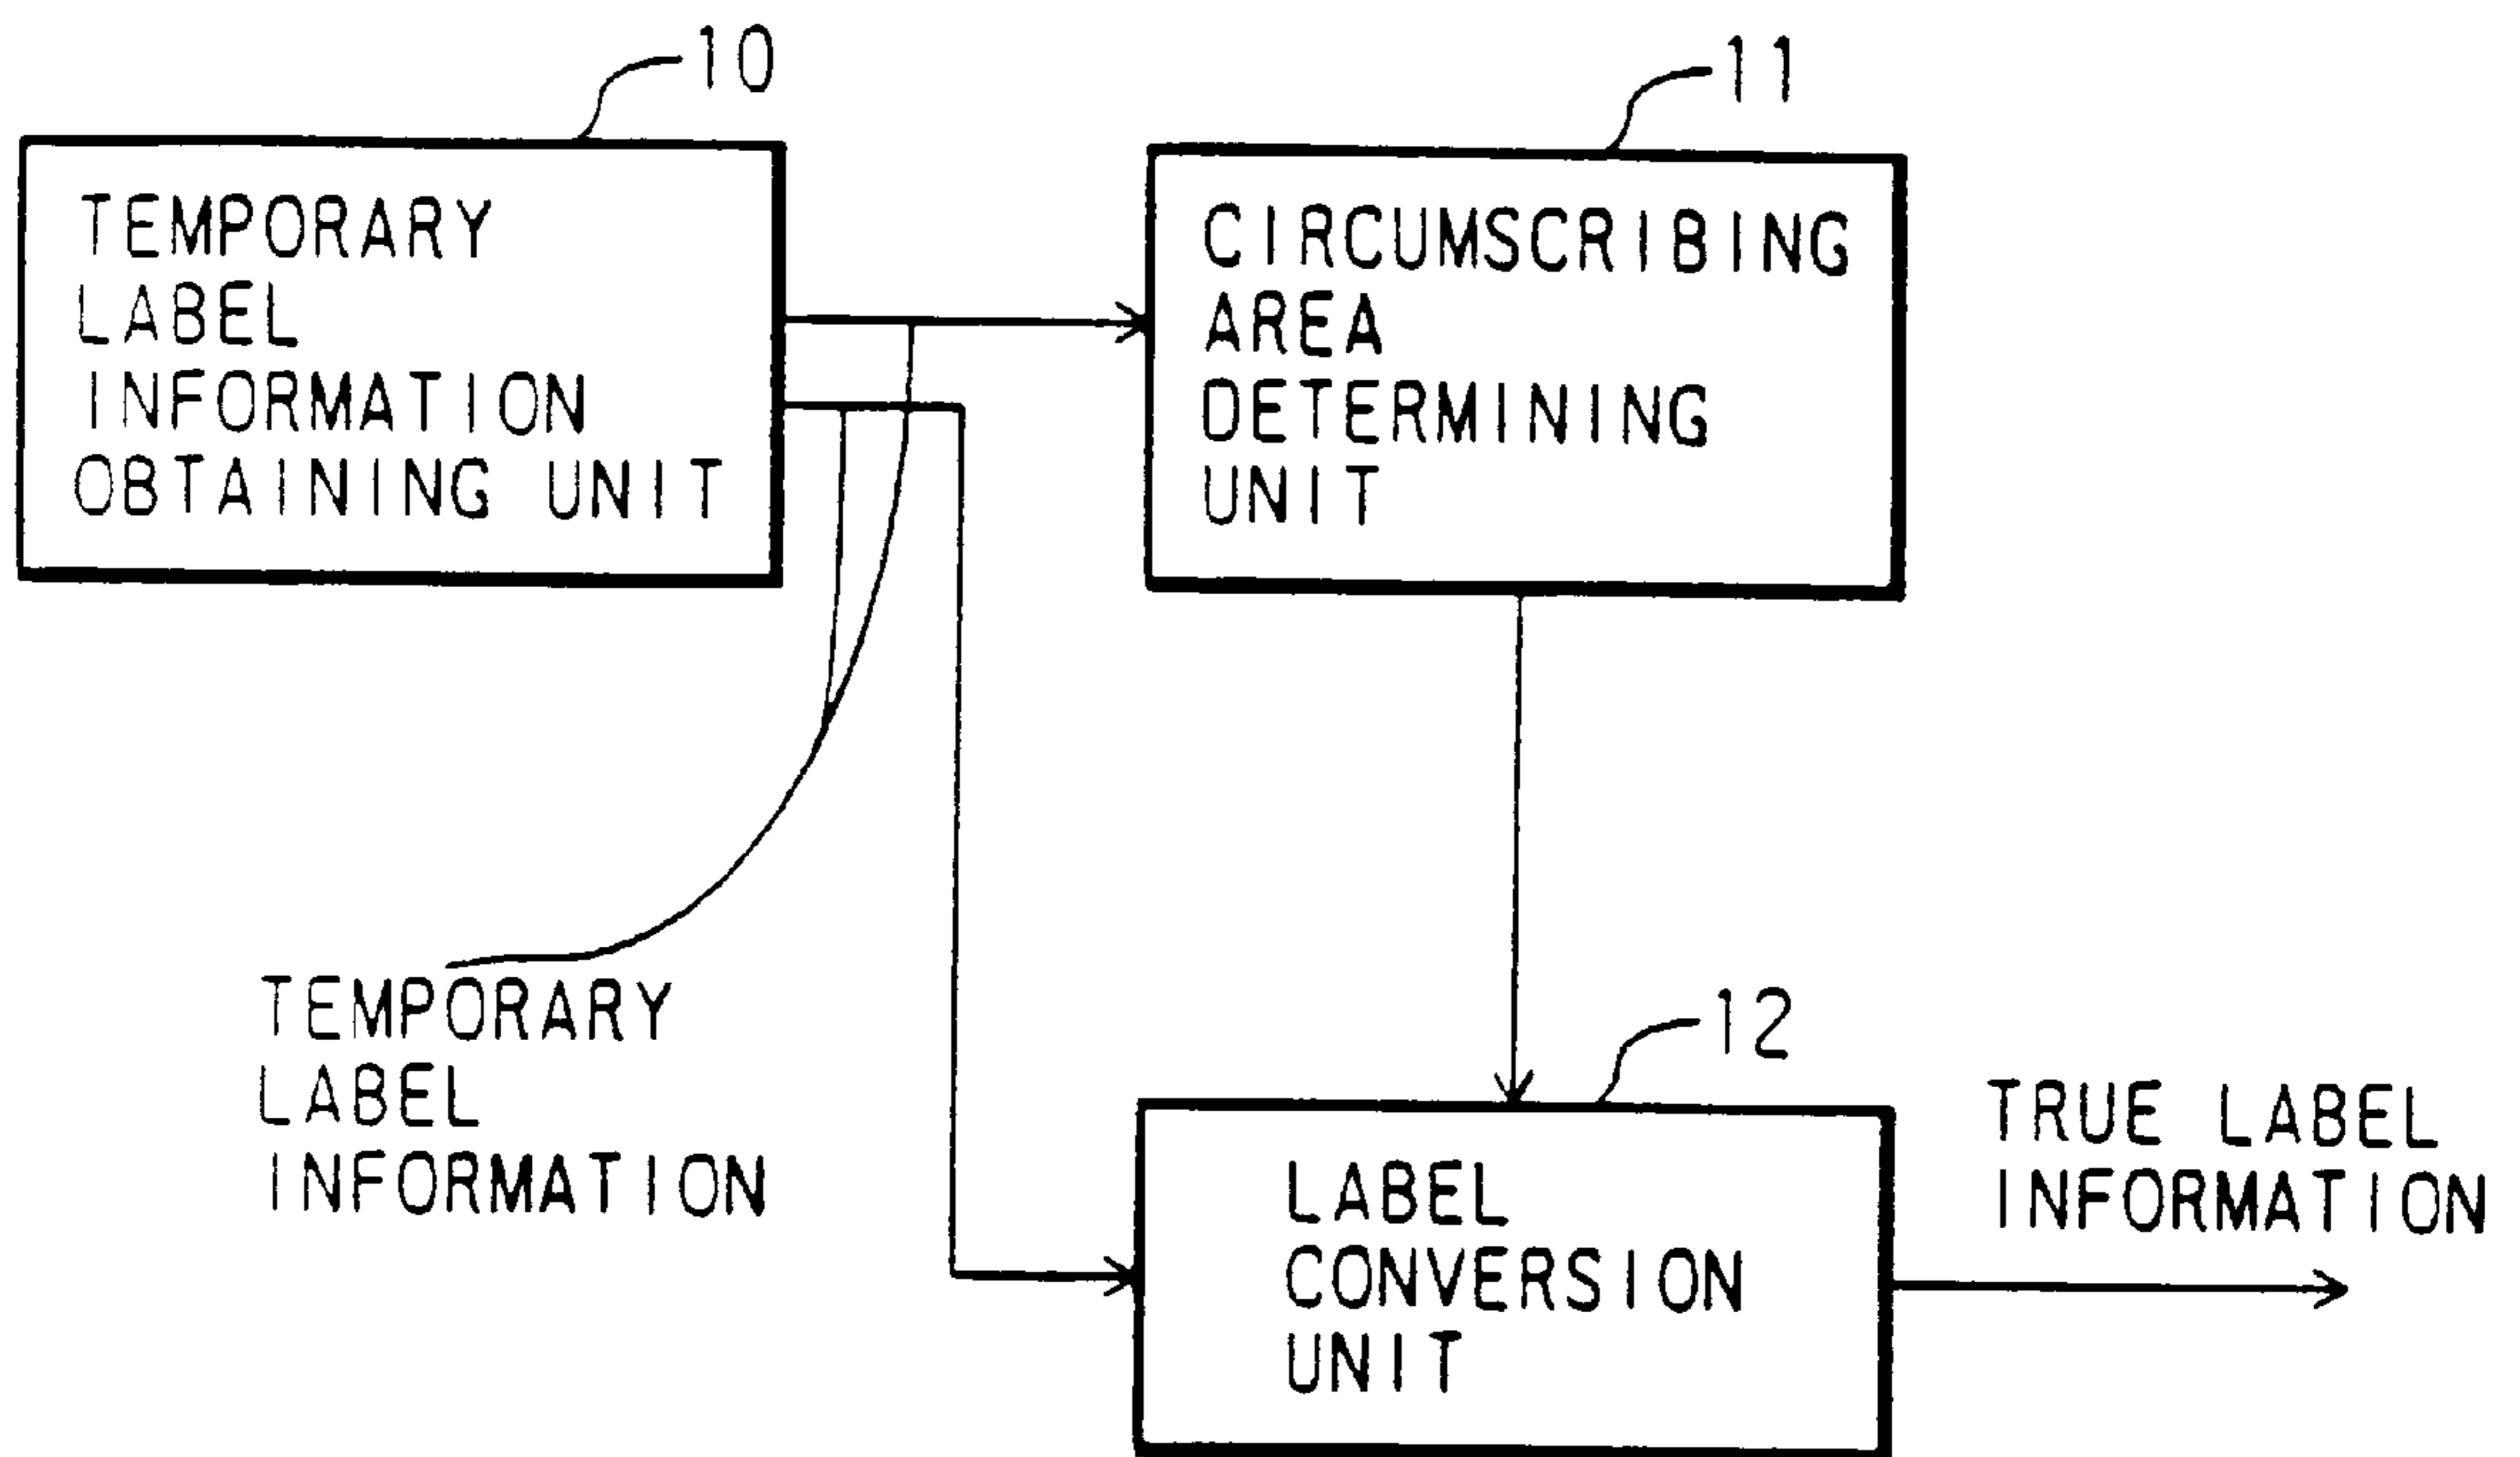 10
TEMPORARY
LABEL
INFORMATION
OBTAINING UNIT
11
CIRCUMSCRIBING
AREA
DETERMINING
UNIT
TEMPORARY
LABEL
INFORMATION
12
LABEL
CONVERSION
UNIT
TRUE LABEL
INFORMATION